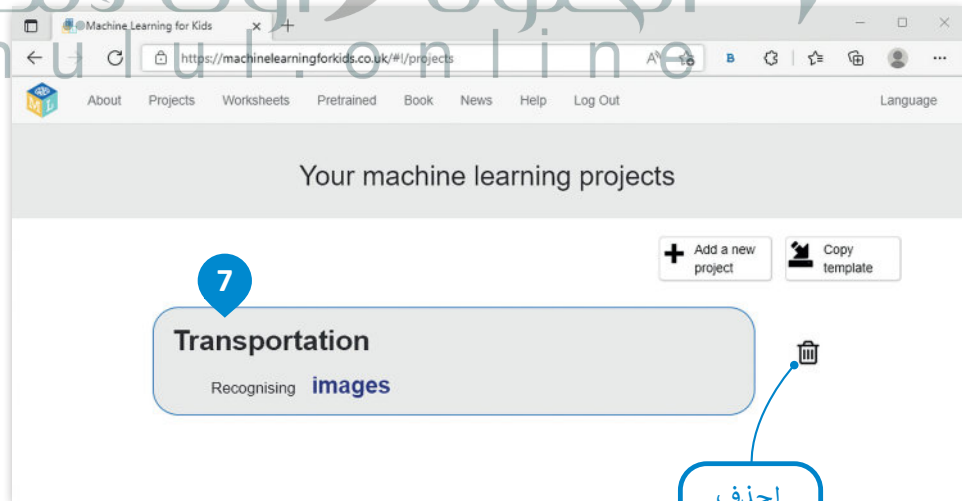 Machine Learning for Kids
https://machinelearningforkids.co.uk/#!/projects
About Projects Worksheets Pretrained Book News Help Log Out Language
Your machine learning projects
Add a new project
Copy template
7
Transportation
Recognising images
احذف